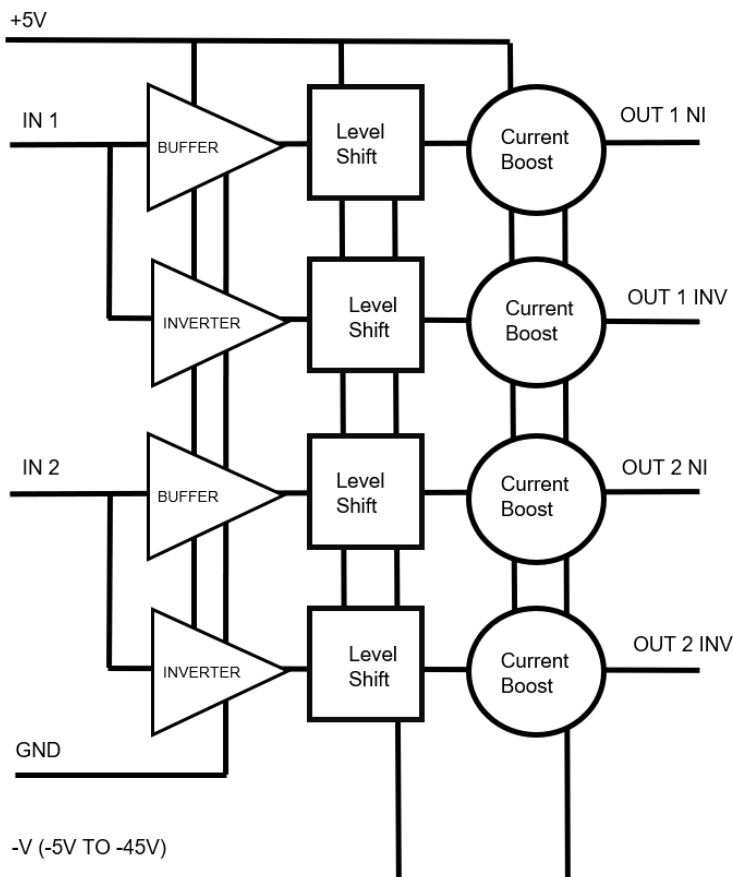 +5V
IN 1
BUFFER
Level
Shift
Current
Boost
OUT 1 NI
INVERTER
Level
Shift
Current
Boost
OUT 1 INV
IN 2
BUFFER
Level
Shift
Current
Boost
OUT 2 NI
INVERTER
Level
Shift
Current
Boost
OUT 2 INV
GND
-V (-5V TO -45V)